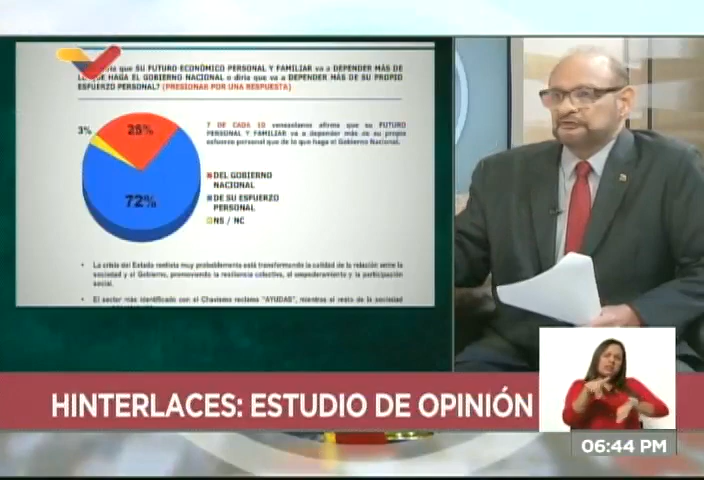 que SU FUTURO ECONÓMICO PERSONAL Y FAMILIAR va a DEPENDER MÁS DE
QUE HAGA EL GOBIERNO NACIONAL o diría que va a DEPENDER MÁS DE SU PROPIO
ESFUERZO PERSONAL? (PRESIONAR POR UNA RESPUESTA)
3%
25%
72%
7 DE CADA 10 venezolanos afirma que su FUTURO
PERSONAL Y FAMILIAR va a depender más de su propio
esfuerzo personal que de lo que haga el Gobierno Nacional.
DEL GOBIERNO
NACIONAL
DE SU ESFUERZO
PERSONAL
NS / NC
• La crisis del Estado rentista muy probablemente está transformando la calidad de la relación entre la
sociedad y el Gobierno, promoviendo la resiliencia colectiva, el empoderamiento y la participación
social.
• El sector más identificado con el Chavismo reclama "AYUDAS", mientras el resto de la sociedad
HINTERLACES: ESTUDIO DE OPINIÓN
06:44 PM